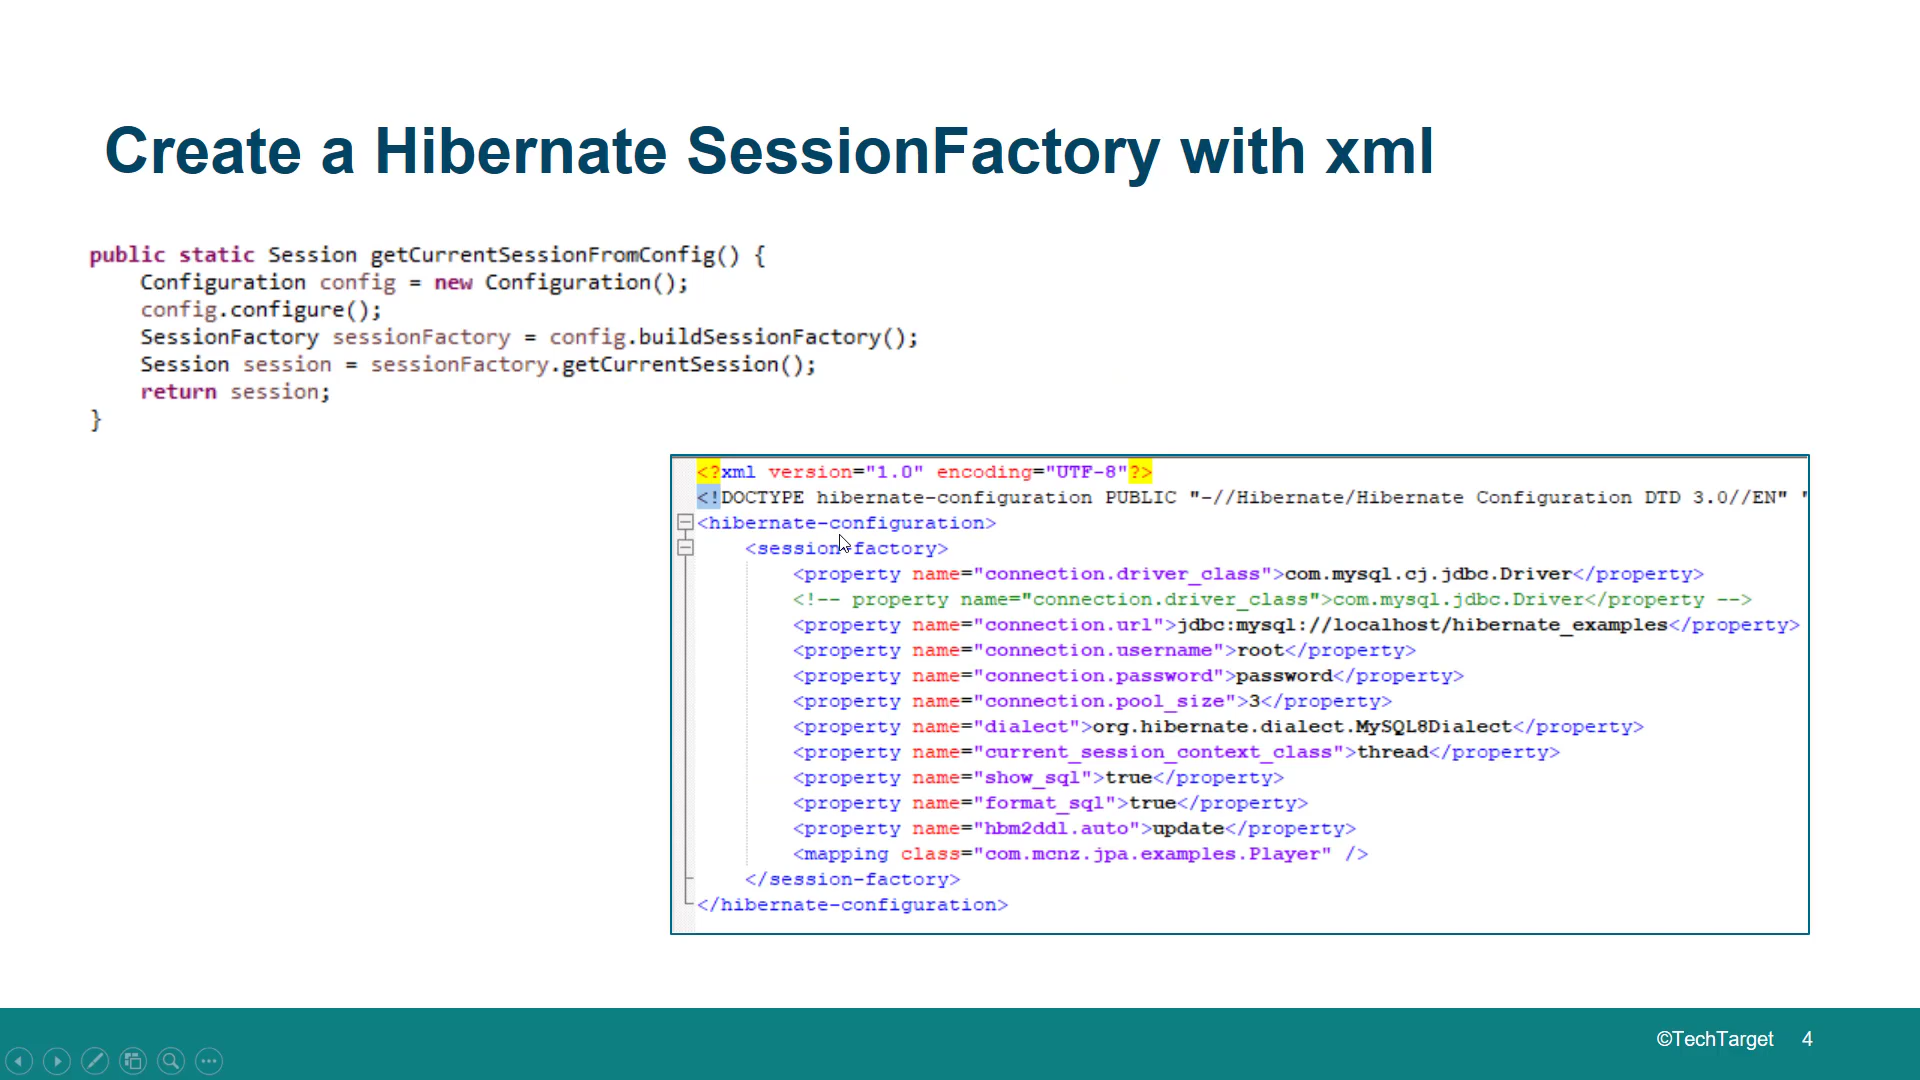 Create a Hibernate SessionFactory with xml
public static Session getCurrentSessionFromConfig() {
    Configuration config = new Configuration();
    config.configure();
    SessionFactory sessionFactory = config.buildSessionFactory();
    Session session = sessionFactory.getCurrentSession();
    return session;
}
<?xml version="1.0" encoding="UTF-8"?>
<!DOCTYPE hibernate-configuration PUBLIC "-//Hibernate/Hibernate Configuration DTD 3.0//EN" "
<hibernate-configuration>
    <session-factory>
        <property name="connection.driver_class">com.mysql.cj.jdbc.Driver</property>
        <!-- property name="connection.driver_class">com.mysql.jdbc.Driver</property -->
        <property name="connection.url">jdbc:mysql://localhost/hibernate_examples</property>
        <property name="connection.username">root</property>
        <property name="connection.password">password</property>
        <property name="connection.pool_size">3</property>
        <property name="dialect">org.hibernate.dialect.MySQL8Dialect</property>
        <property name="current_session_context_class">thread</property>
        <property name="show_sql">true</property>
        <property name="format_sql">true</property>
        <property name="hbm2ddl.auto">update</property>
        <mapping class="com.mcnz.jpa.examples.Player" />
    </session-factory>
</hibernate-configuration>
©TechTarget 4